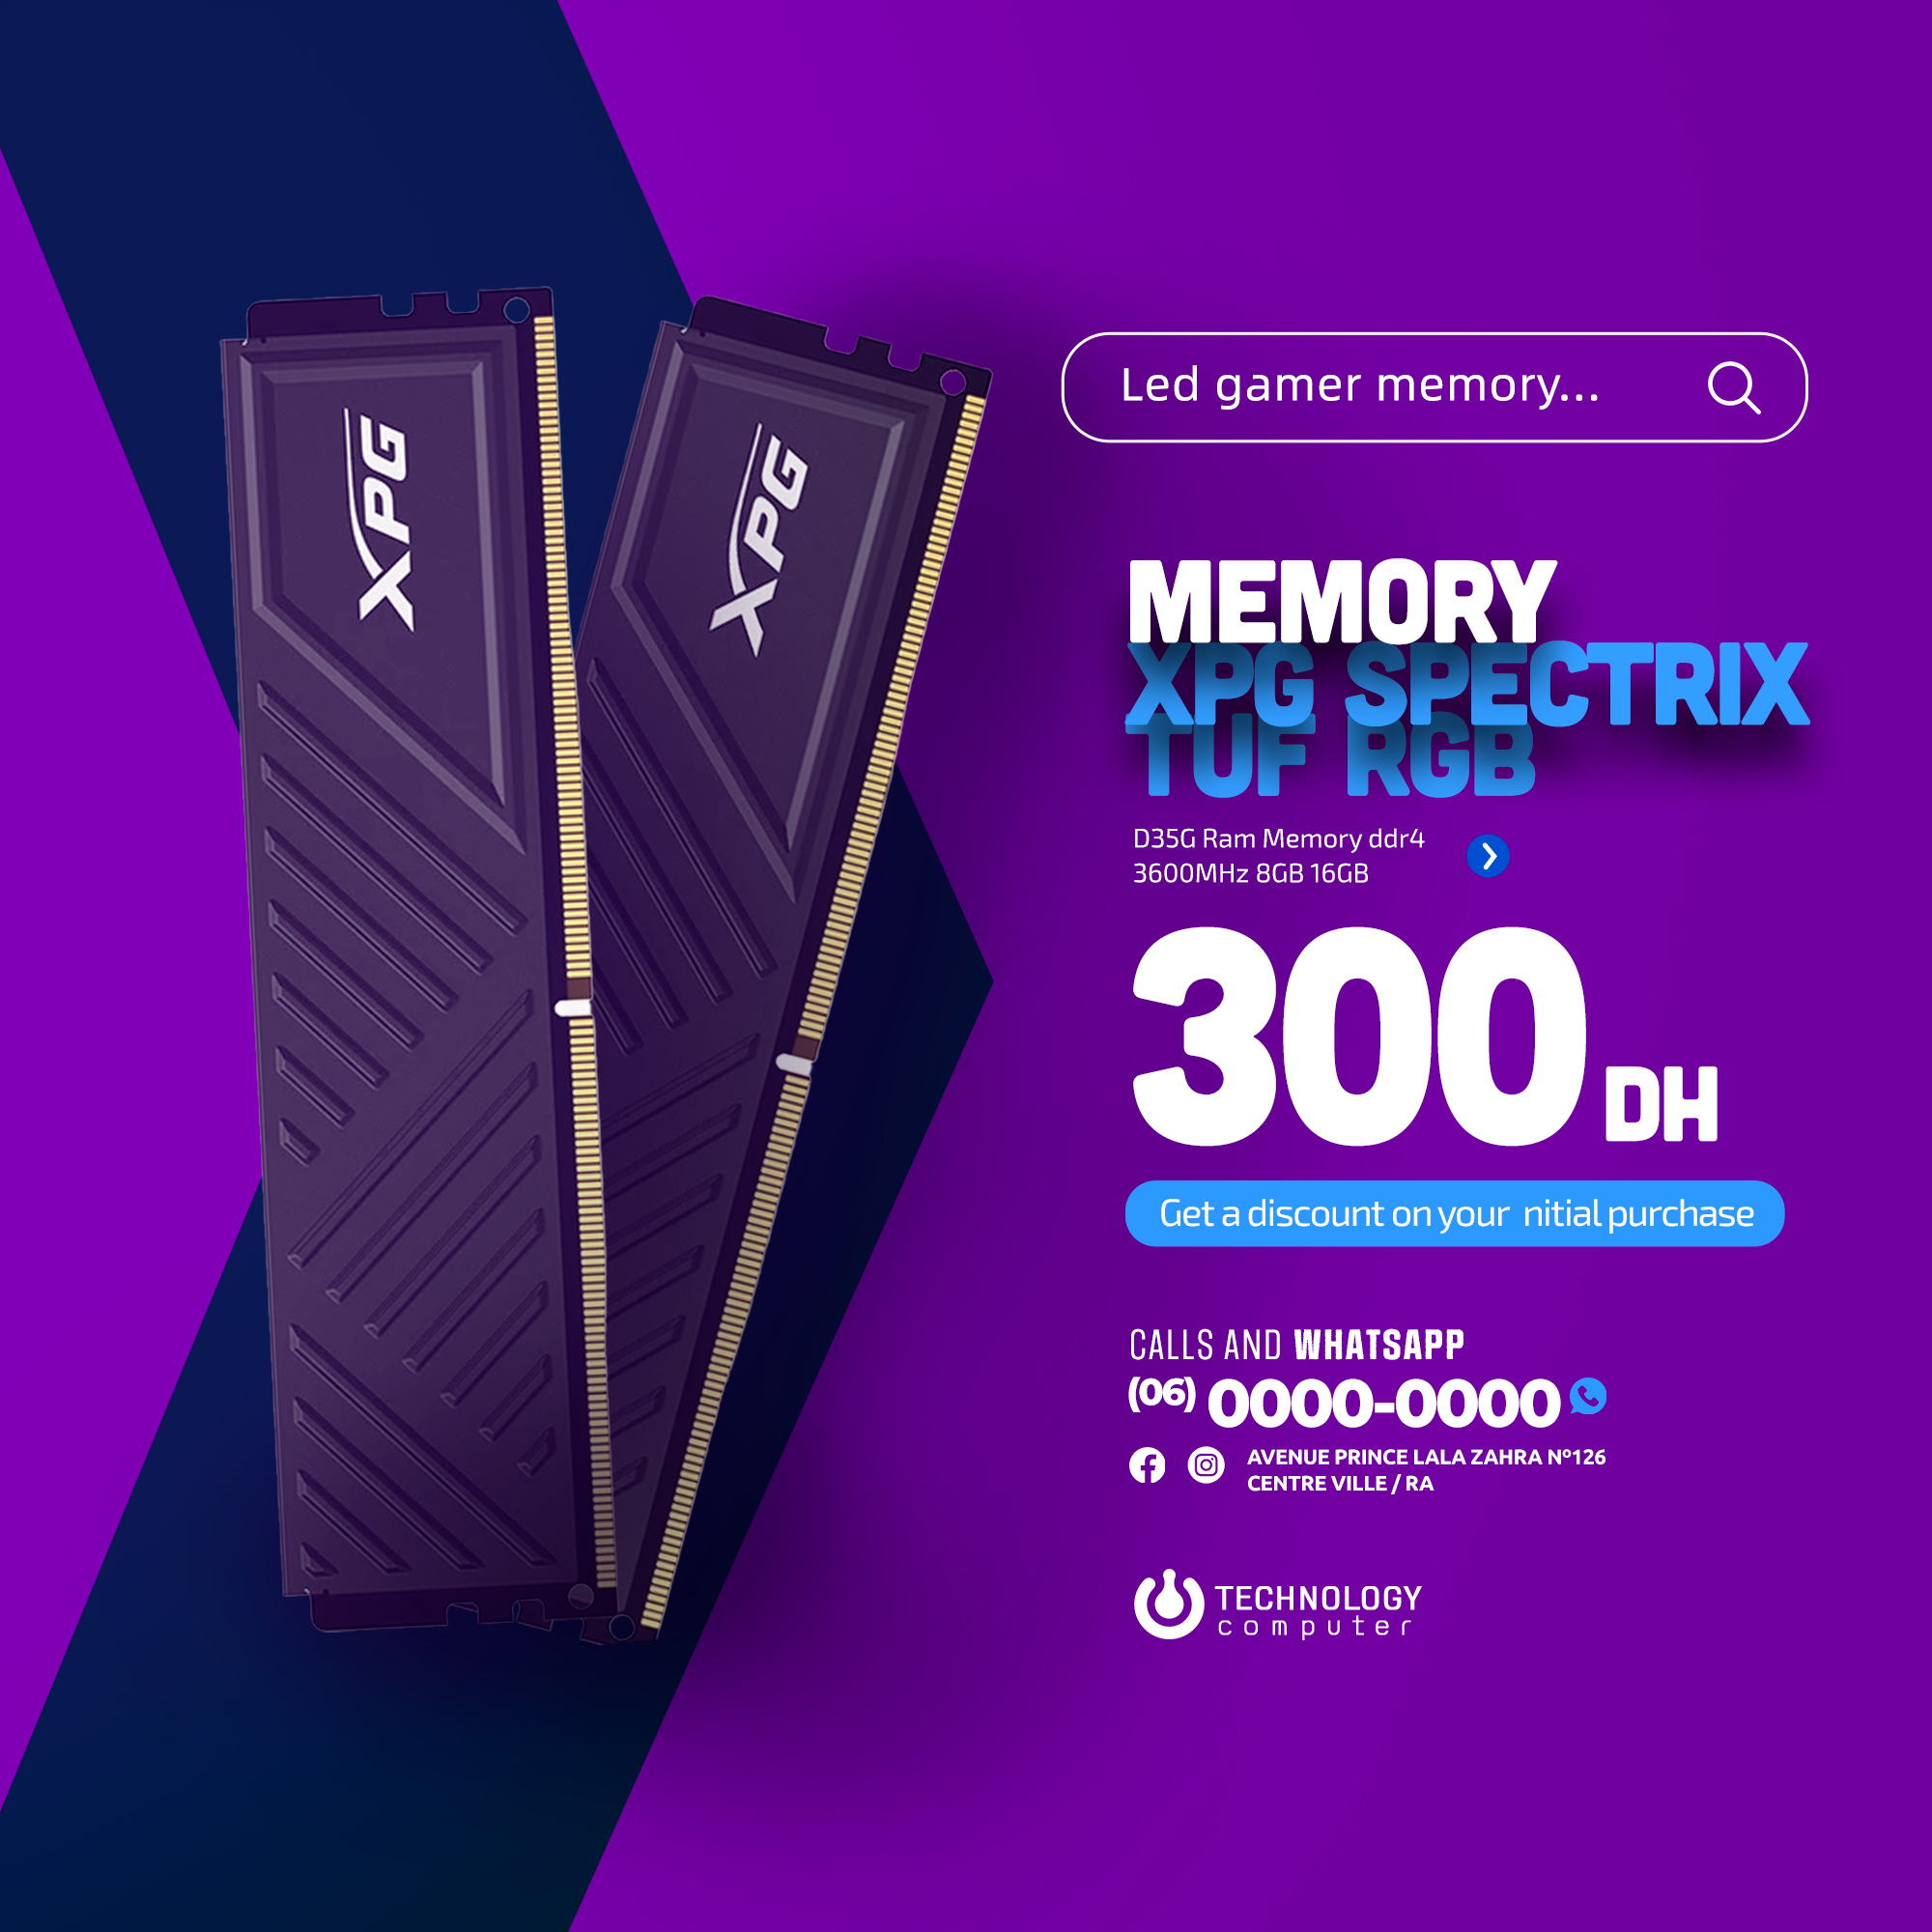 XPG
XPG
Led gamer memory...
MEMORY
XPG SPECTRIX
TUF RGB
D35G Ram Memory ddr4
3600MHz 8GB 16GB
300 DH
Get a discount on your nitial purchase
CALLS AND WHATSAPP
(06) 0000-0000
AVENUE PRINCE LALA ZAHRA Nº126
CENTRE VILLE / RA
TECHNOLOGY
computer